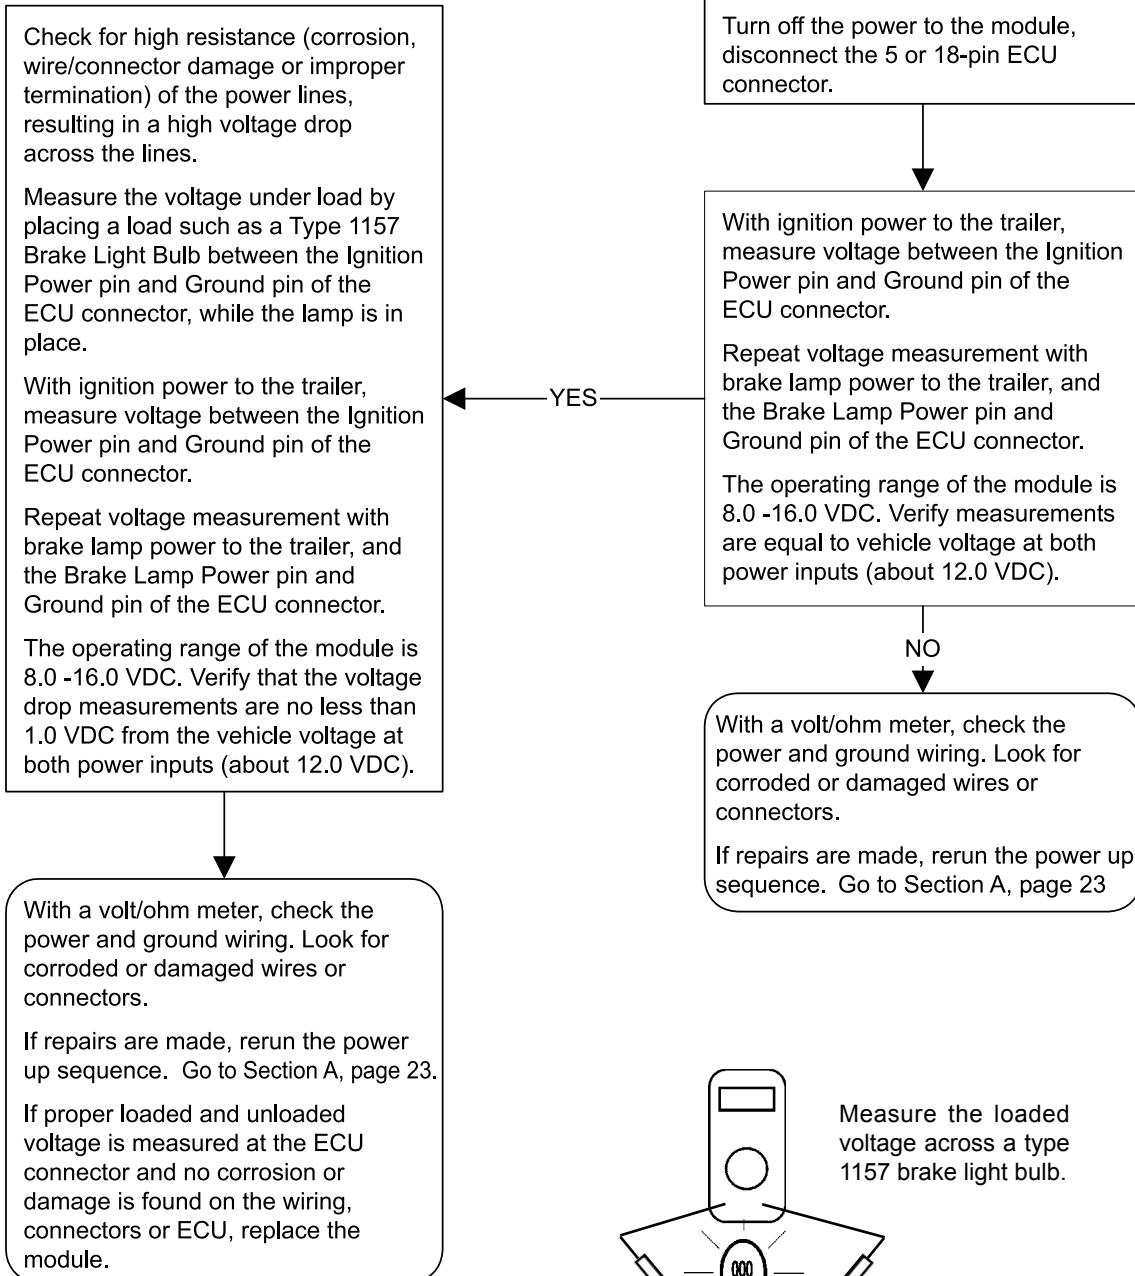 Turn off the power to the module,
disconnect the 5 or 18-pin ECU
connector.
With ignition power to the trailer,
measure voltage between the Ignition
Power pin and Ground pin of the
ECU connector.
Repeat voltage measurement with
brake lamp power to the trailer, and
the Brake Lamp Power pin and
Ground pin of the ECU connector.
The operating range of the module is
8.0 -16.0 VDC. Verify measurements
are equal to vehicle voltage at both
power inputs (about 12.0 VDC).
YES
Check for high resistance (corrosion,
wire/connector damage or improper
termination) of the power lines,
resulting in a high voltage drop
across the lines.
Measure the voltage under load by
placing a load such as a Type 1157
Brake Light Bulb between the Ignition
Power pin and Ground pin of the
ECU connector, while the lamp is in
place.
With ignition power to the trailer,
measure voltage between the Ignition
Power pin and Ground pin of the
ECU connector.
Repeat voltage measurement with
brake lamp power to the trailer, and
the Brake Lamp Power pin and
Ground pin of the ECU connector.
The operating range of the module is
8.0 -16.0 VDC. Verify that the voltage
drop measurements are no less than
1.0 VDC from the vehicle voltage at
both power inputs (about 12.0 VDC).
With a volt/ohm meter, check the
power and ground wiring. Look for
corroded or damaged wires or
connectors.
If repairs are made, rerun the power
up sequence. Go to Section A, page 23.
If proper loaded and unloaded
voltage is measured at the ECU
connector and no corrosion or
damage is found on the wiring,
connectors or ECU, replace the
module.
NO
With a volt/ohm meter, check the
power and ground wiring. Look for
corroded or damaged wires or
connectors.
If repairs are made, rerun the power up
sequence. Go to Section A, page 23
Measure the loaded
voltage across a type
1157 brake light bulb.